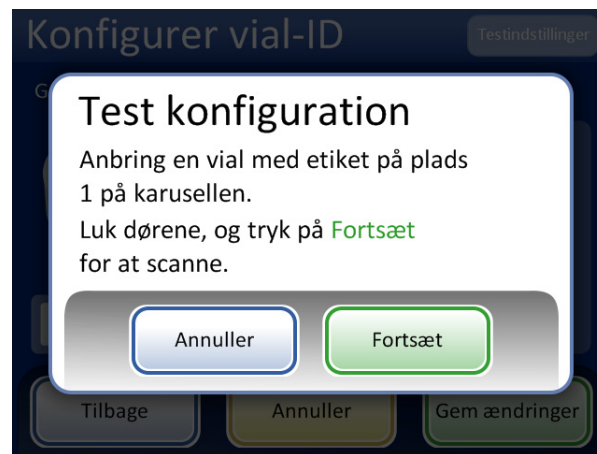 Konfigurer vial-ID
Testindstillinger
G
Test konfiguration
Anbring en vial med etiket på plads
1 på karusellen.
Luk dørene, og tryk på Fortsæt
for at scanne.
Annuller
Fortsæt
Tilbage
Annuller
Gem ændringer